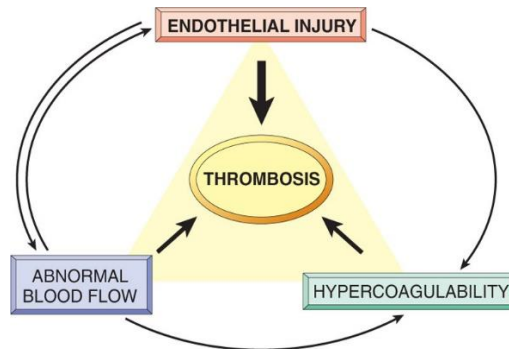 ENDOTHELIAL INJURY
THROMBOSIS
ABNORMAL
BLOOD FLOW
HYPERCOAGULABILITY